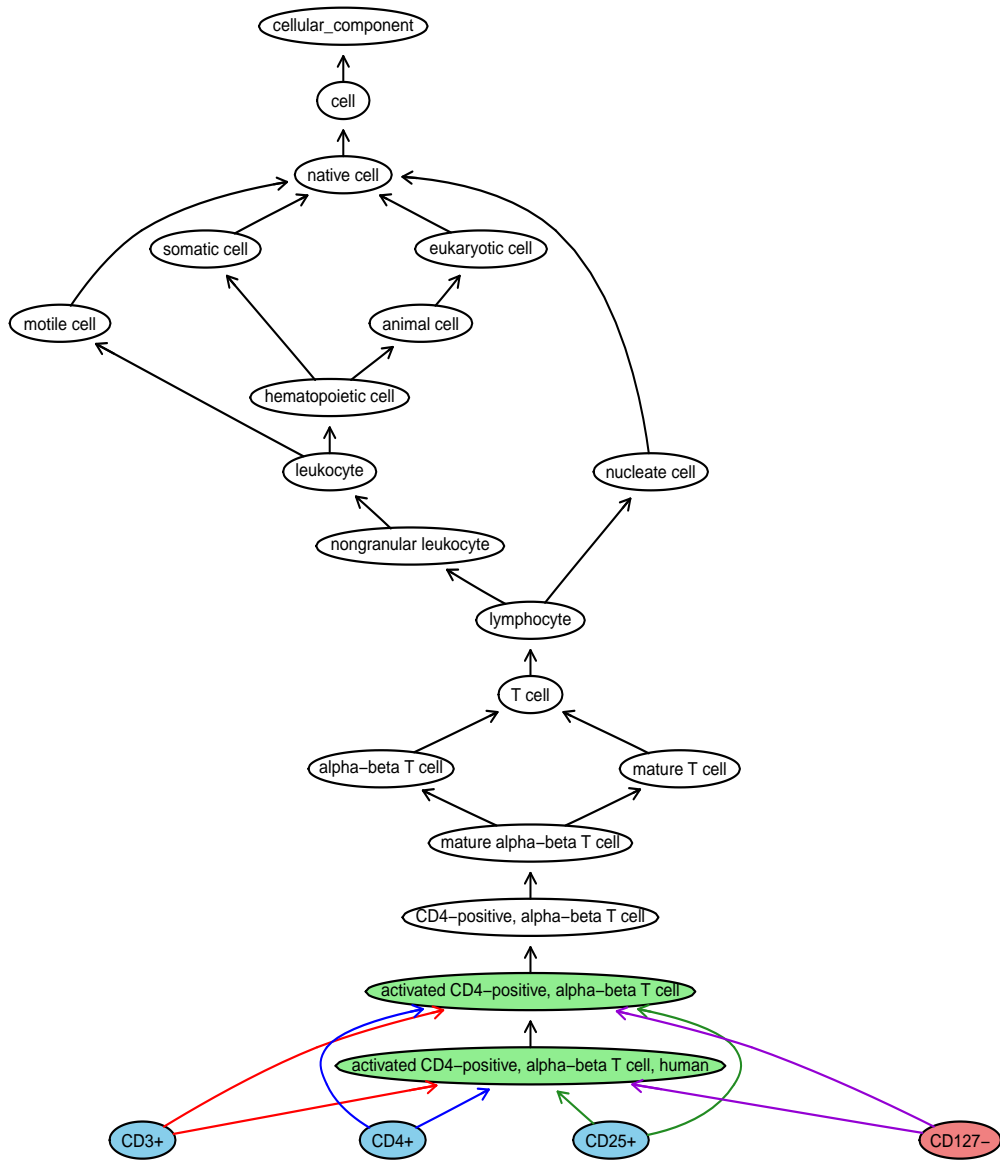 cellular_component
cell
native cell
somatic cell
eukaryotic cell
motile cell
animal cell
hematopoietic cell
leukocyte
nucleate cell
nongranular leukocyte
lymphocyte
T cell
alpha−beta T cell
mature T cell
mature alpha−beta T cell
CD4−positive, alpha−beta T cell
activated CD4−positive, alpha−beta T cell
activated CD4−positive, alpha−beta T cell, human
CD3+
CD4+
CD25+
CD127−